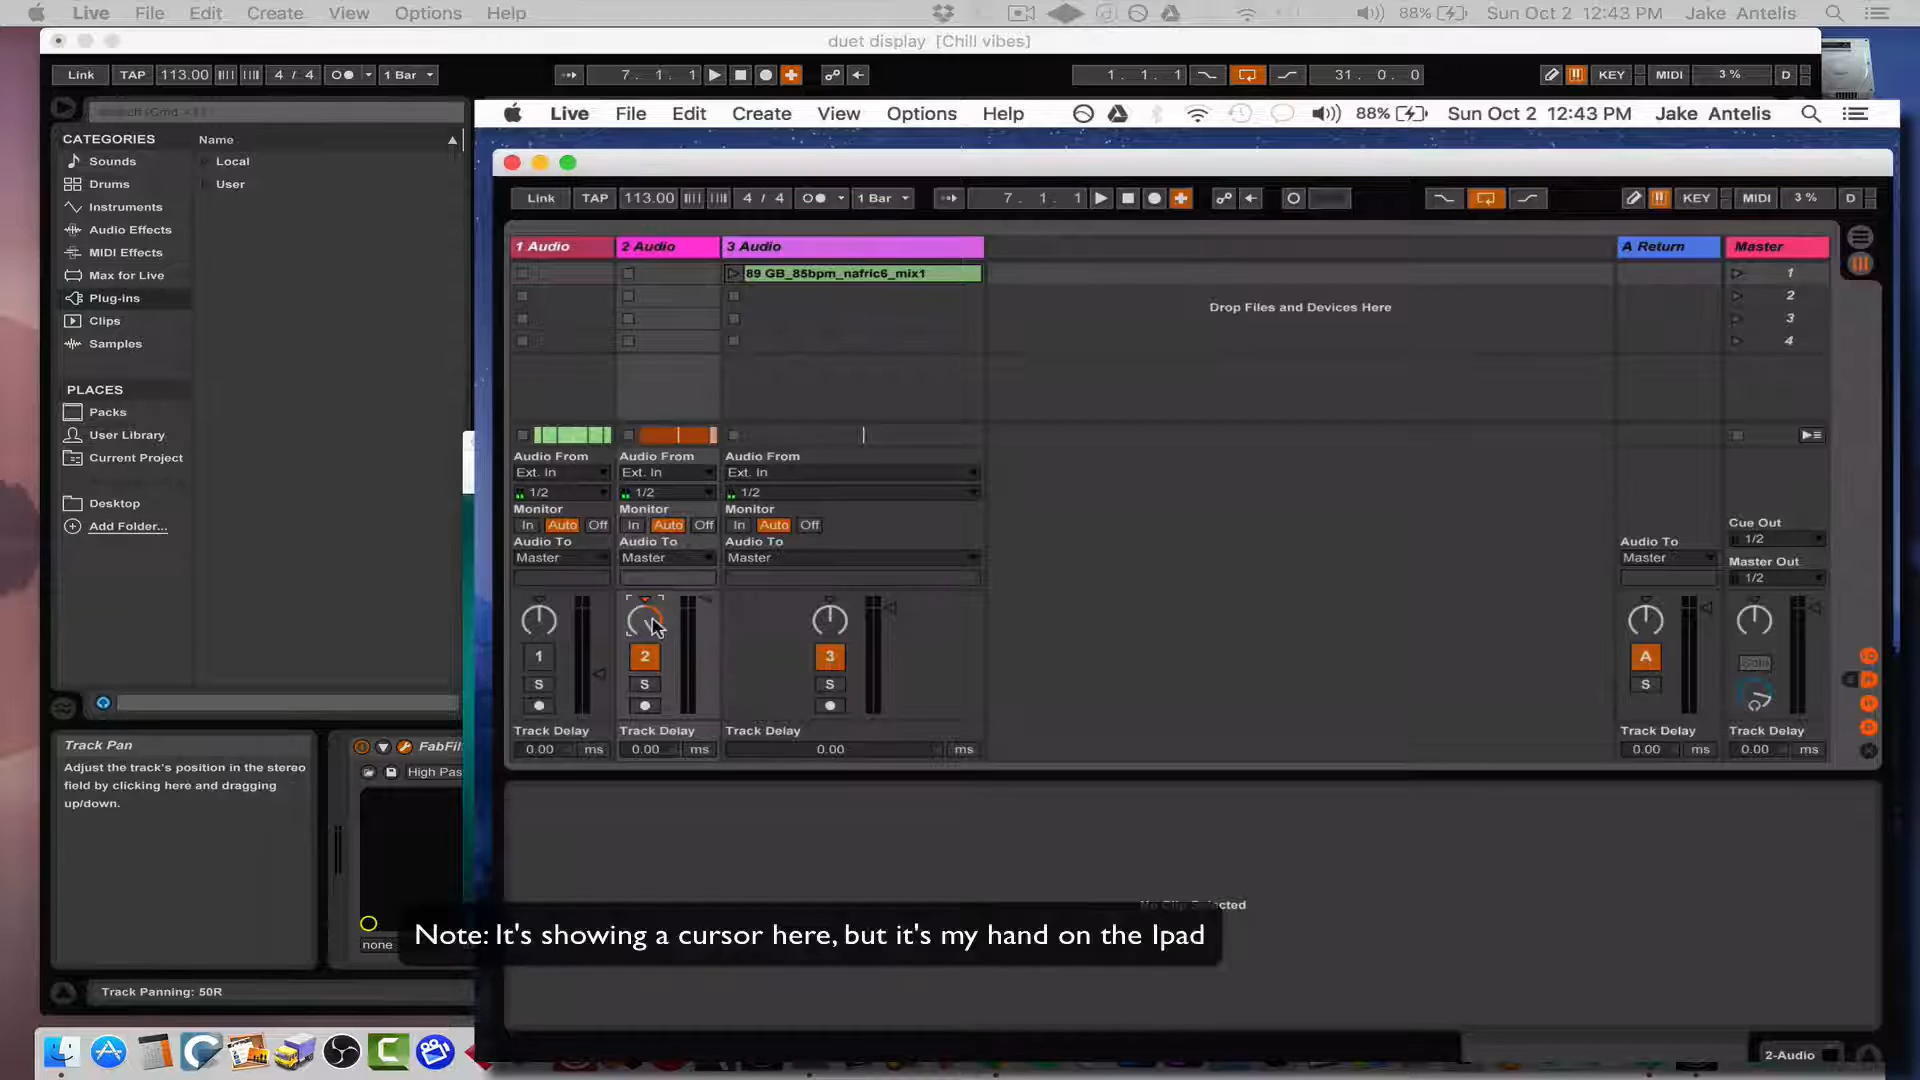 Live File Edit Create View Options Help 88% Sun Oct 2 12:43 PM Jake Antelis
duet display [Chill vibes]
Link TAP 113.00 4 / 4 1 Bar 7. 1. 1 1. 1. 1 31. 0. 0 KEY MIDI 3 % D
Live File Edit Create View Options Help 88% Sun Oct 2 12:43 PM Jake Antelis
Link TAP 113.00 4 / 4 1 Bar 7. 1. 1 KEY MIDI 3 % D
CATEGORIES
Sounds
Drums
Instruments
Audio Effects
MIDI Effects
Max for Live
Plug-ins
Clips
Samples
PLACES
Packs
User Library
Current Project
Desktop
Add Folder...
Name
Local
User
1 Audio 2 Audio 3 Audio A Return Master
89 GB_85bpm_nafric6_mix1 1
2
Drop Files and Devices Here
3
4
Audio From Audio From Audio From
Ext. In Ext. In Ext. In
1/2 1/2 1/2
Monitor Monitor Monitor
In Auto Off In Auto Off In Auto Off
Audio To Audio To Audio To Audio To
Master Master Master Master
Cue Out
1/2
Master Out
1/2
1 2 3 A Solo
S S S S
Track Delay Track Delay Track Delay Track Delay Track Delay
0.00 ms 0.00 ms 0.00 ms 0.00 ms 0.00 ms
Track Pan
Adjust the track's position in the stereo
field by clicking here and dragging
up/down.
FabFil
High Pas
none
No Clip Selected
Note: It's showing a cursor here, but it's my hand on the Ipad
Track Panning: 50R
2-Audio